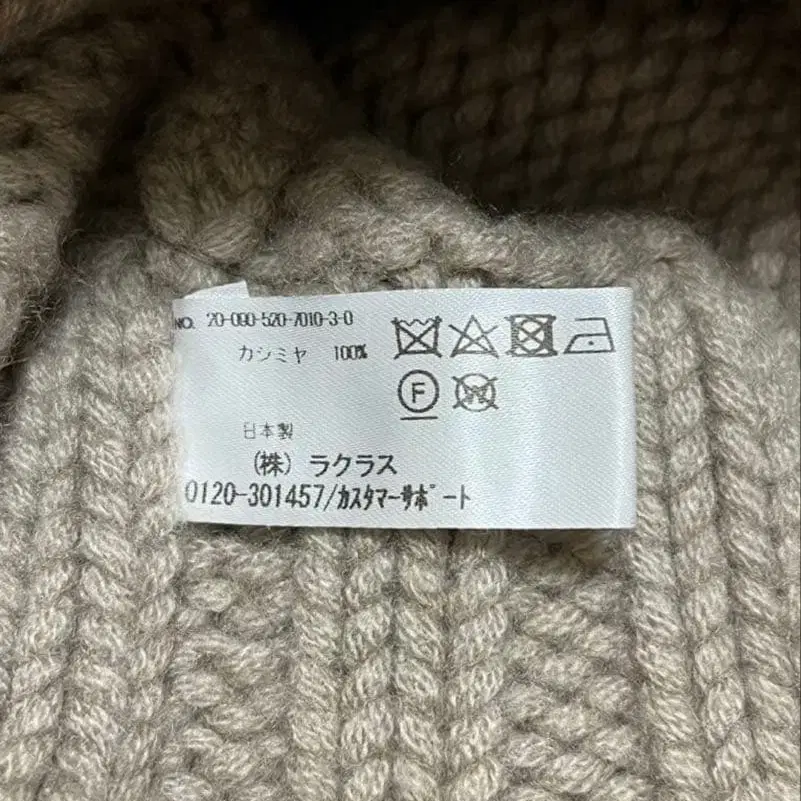 NO. 20-090-520-7010-3-0
カシミヤ 100%
F W
日本製
(株) ラクラス
0120-301457/カスタマーサポート